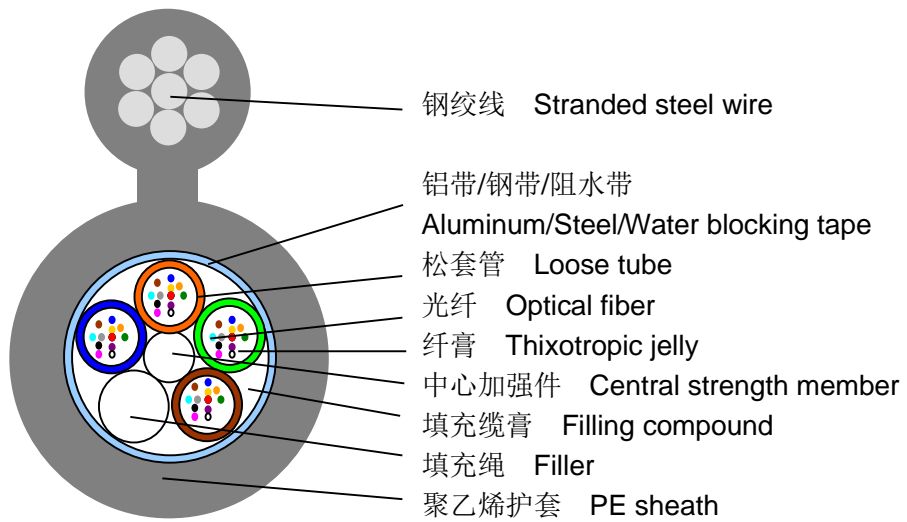 钢绞线 Stranded steel wire
铝带/钢带/阻水带
Aluminum/Steel/Water blocking tape
松套管 Loose tube
光纤 Optical fiber
纤膏 Thixotropic jelly
中心加强件 Central strength member
填充缆膏 Filling compound
填充绳 Filler
聚乙烯护套 PE sheath